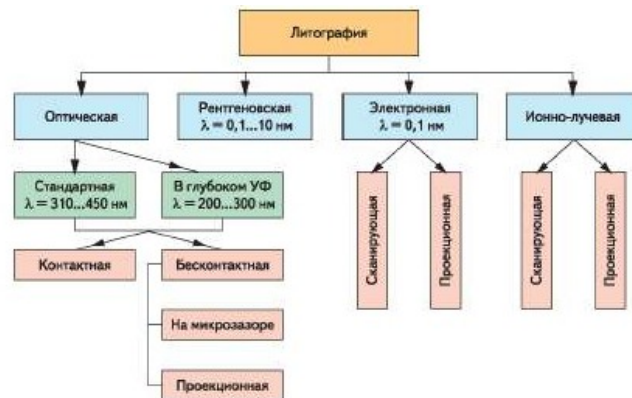 Литография
Оптическая
Рентгеновская
λ = 0,1...10 нм
Электронная
λ = 0,1 нм
Ионно-лучевая
Стандартная
λ = 310...450 нм
В глубоком УФ
λ = 200...300 нм
Сканирующая
Проекционная
Сканирующая
Проекционная
Контактная
Бесконтактная
На микрозазоре
Проекционная